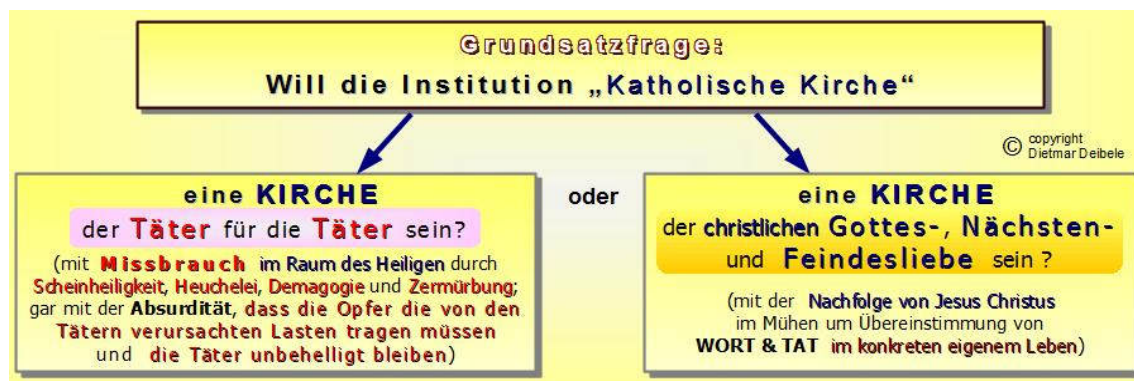 Grundsatzfrage:
Will die Institution „Katholische Kirche“
© copyright
Dietmar Deibele
eine KIRCHE
der Täter für die Täter sein?
(mit Missbrauch im Raum des Heiligen durch
Scheinheiligkeit, Heuchelei, Demagogie und Zermürbung;
gar mit der Absurdität, dass die Opfer die von den
Tätern verursachten Lasten tragen müssen
und die Täter unbehelligt bleiben)
oder
eine KIRCHE
der christlichen Gottes-, Nächsten-
und Feindesliebe sein ?
(mit der Nachfolge von Jesus Christus
im Mühen um Übereinstimmung von
WORT & TAT im konkreten eigenem Leben)